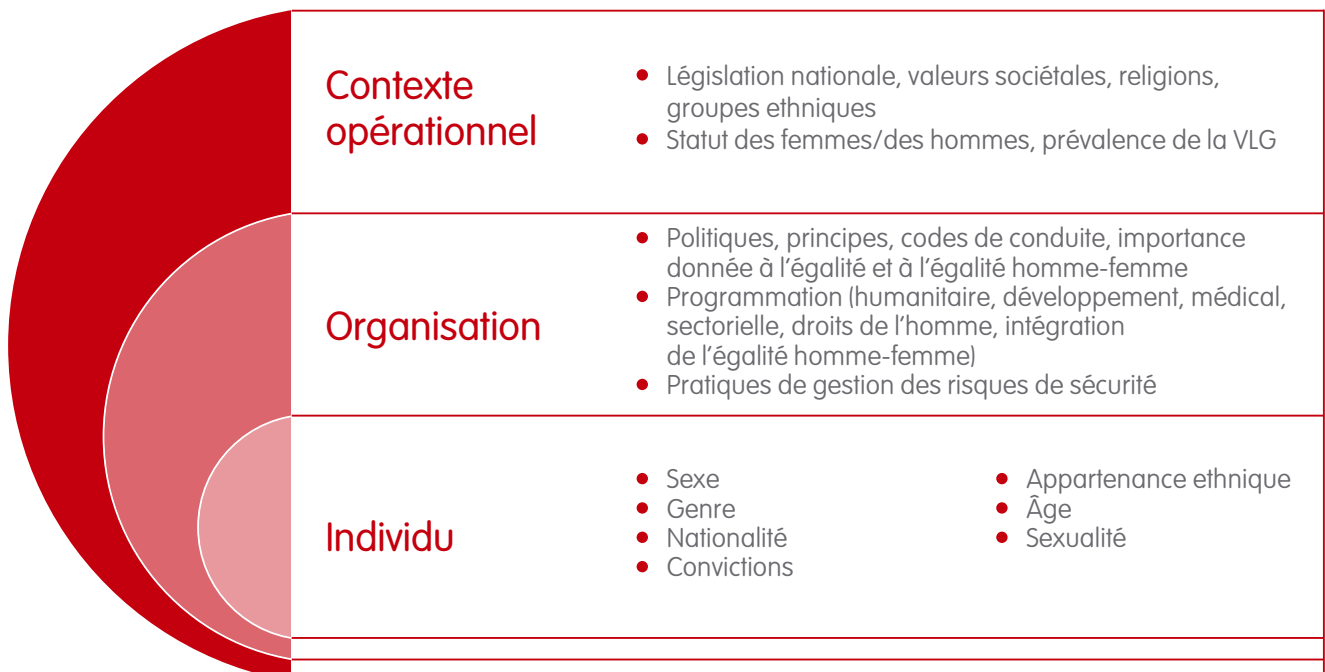 Contexte
opérationnel
• Législation nationale, valeurs sociétales, religions,
groupes ethniques
• Statut des femmes/des hommes, prévalence de la VLG
Organisation
• Politiques, principes, codes de conduite, importance
donnée à l'égalité et à l'égalité homme-femme
• Programmation (humanitaire, développement, médical,
sectorielle, droits de l'homme, intégration
de l'égalité homme-femme)
• Pratiques de gestion des risques de sécurité
Individu
• Sexe
• Genre
• Nationalité
• Convictions
• Appartenance ethnique
• Âge
• Sexualité